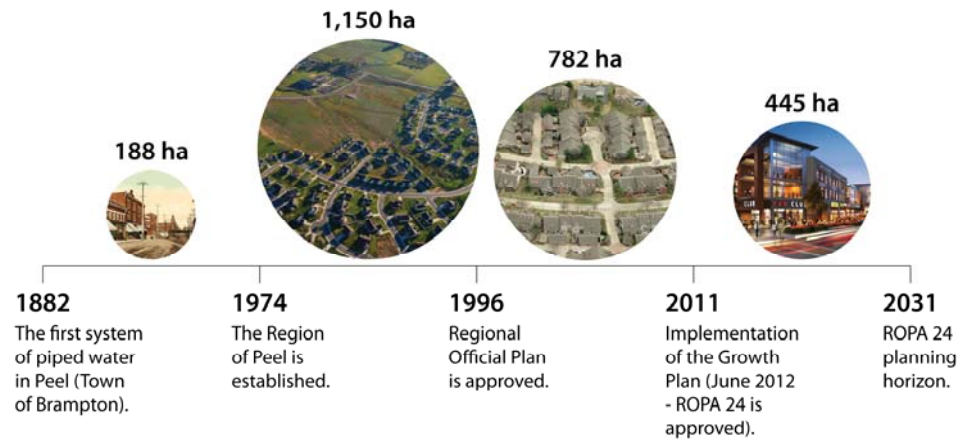 1,150 ha
782 ha
445 ha
188 ha
CLUB
1882
The first system
of piped water
in Peel (Town
of Brampton).
1974
The Region
of Peel is
established.
1996
Regional
Official Plan
is approved.
2011
Implementation
of the Growth
Plan (June 2012
- ROPA 24 is
approved).
2031
ROPA 24
planning
horizon.